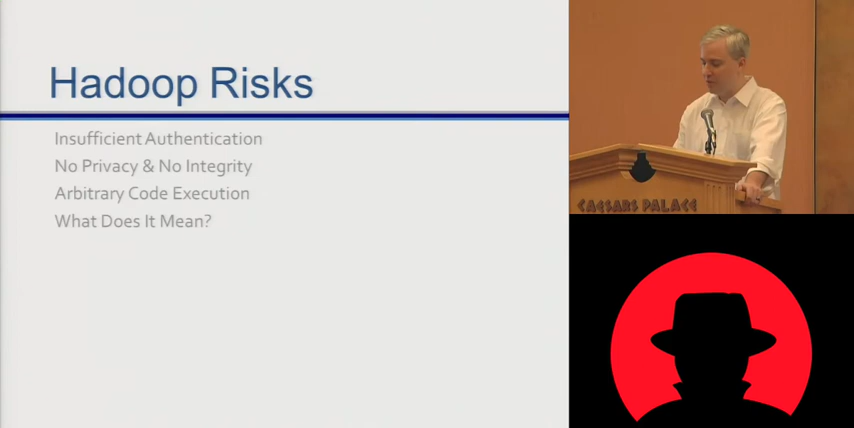 Hadoop Risks
Insufficient Authentication
No Privacy & No Integrity
Arbitrary Code Execution
What Does It Mean?
CAESARS PALACE